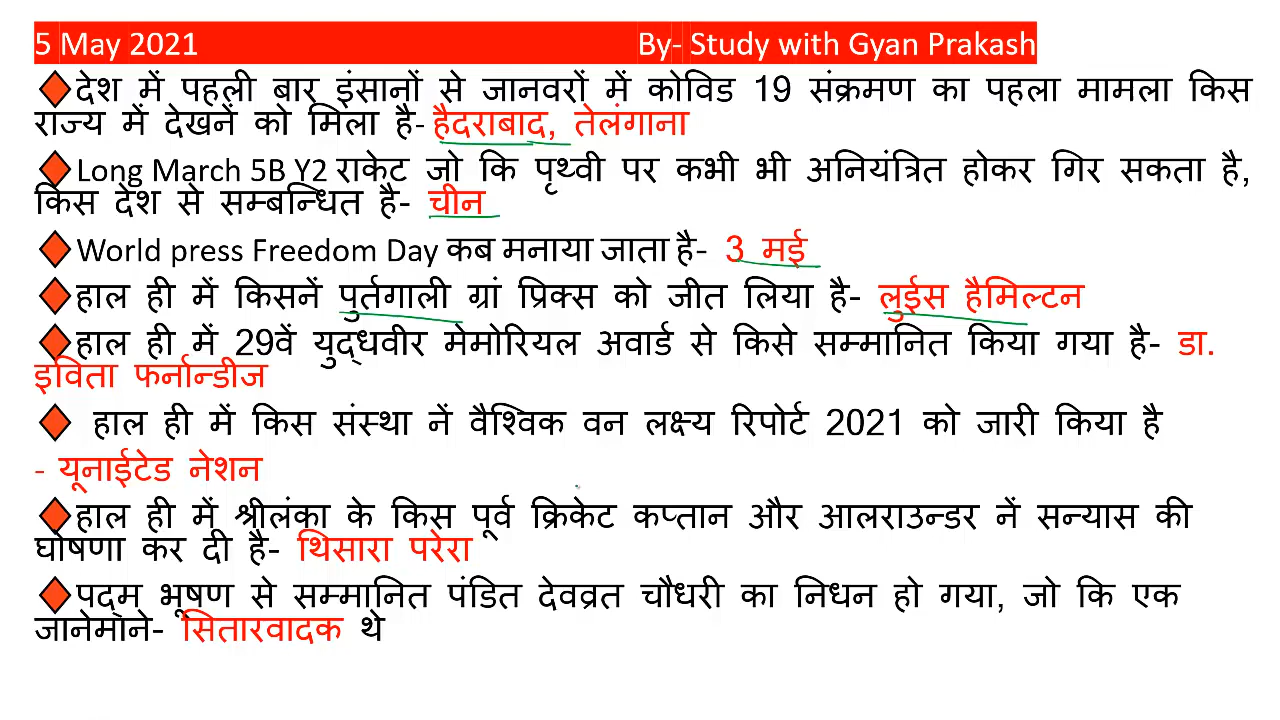 5 May 2021 By- Study with Gyan Prakash
देश में पहली बार इंसानों से जानवरों में कोविड 19 संक्रमण का पहला मामला किस
राज्य में देखनें को मिला है- हैदराबाद, तेलंगाना
Long March 5B Y2 राकेट जो कि पृथ्वी पर कभी भी अनियंत्रित होकर गिर सकता है,
किस देश से सम्बन्धित है- चीन
World press Freedom Day कब मनाया जाता है- 3 मई
हाल ही में किसनें पुर्तगाली ग्रां प्रिक्स को जीत लिया है- लुईस हैमिल्टन
हाल ही में 29वें युद्धवीर मेमोरियल अवार्ड से किसे सम्मानित किया गया है- डा.
इविता फर्नान्डीज
हाल ही में किस संस्था नें वैश्विक वन लक्ष्य रिपोर्ट 2021 को जारी किया है
- यूनाईटेड नेशन
हाल ही में श्रीलंका के किस पूर्व क्रिकेट कप्तान और आलराउन्डर नें सन्यास की
घोषणा कर दी है- थिसारा परेरा
पद्म भूषण से सम्मानित पंडित देवव्रत चौधरी का निधन हो गया, जो कि एक
जानेमाने- सितारवादक थे